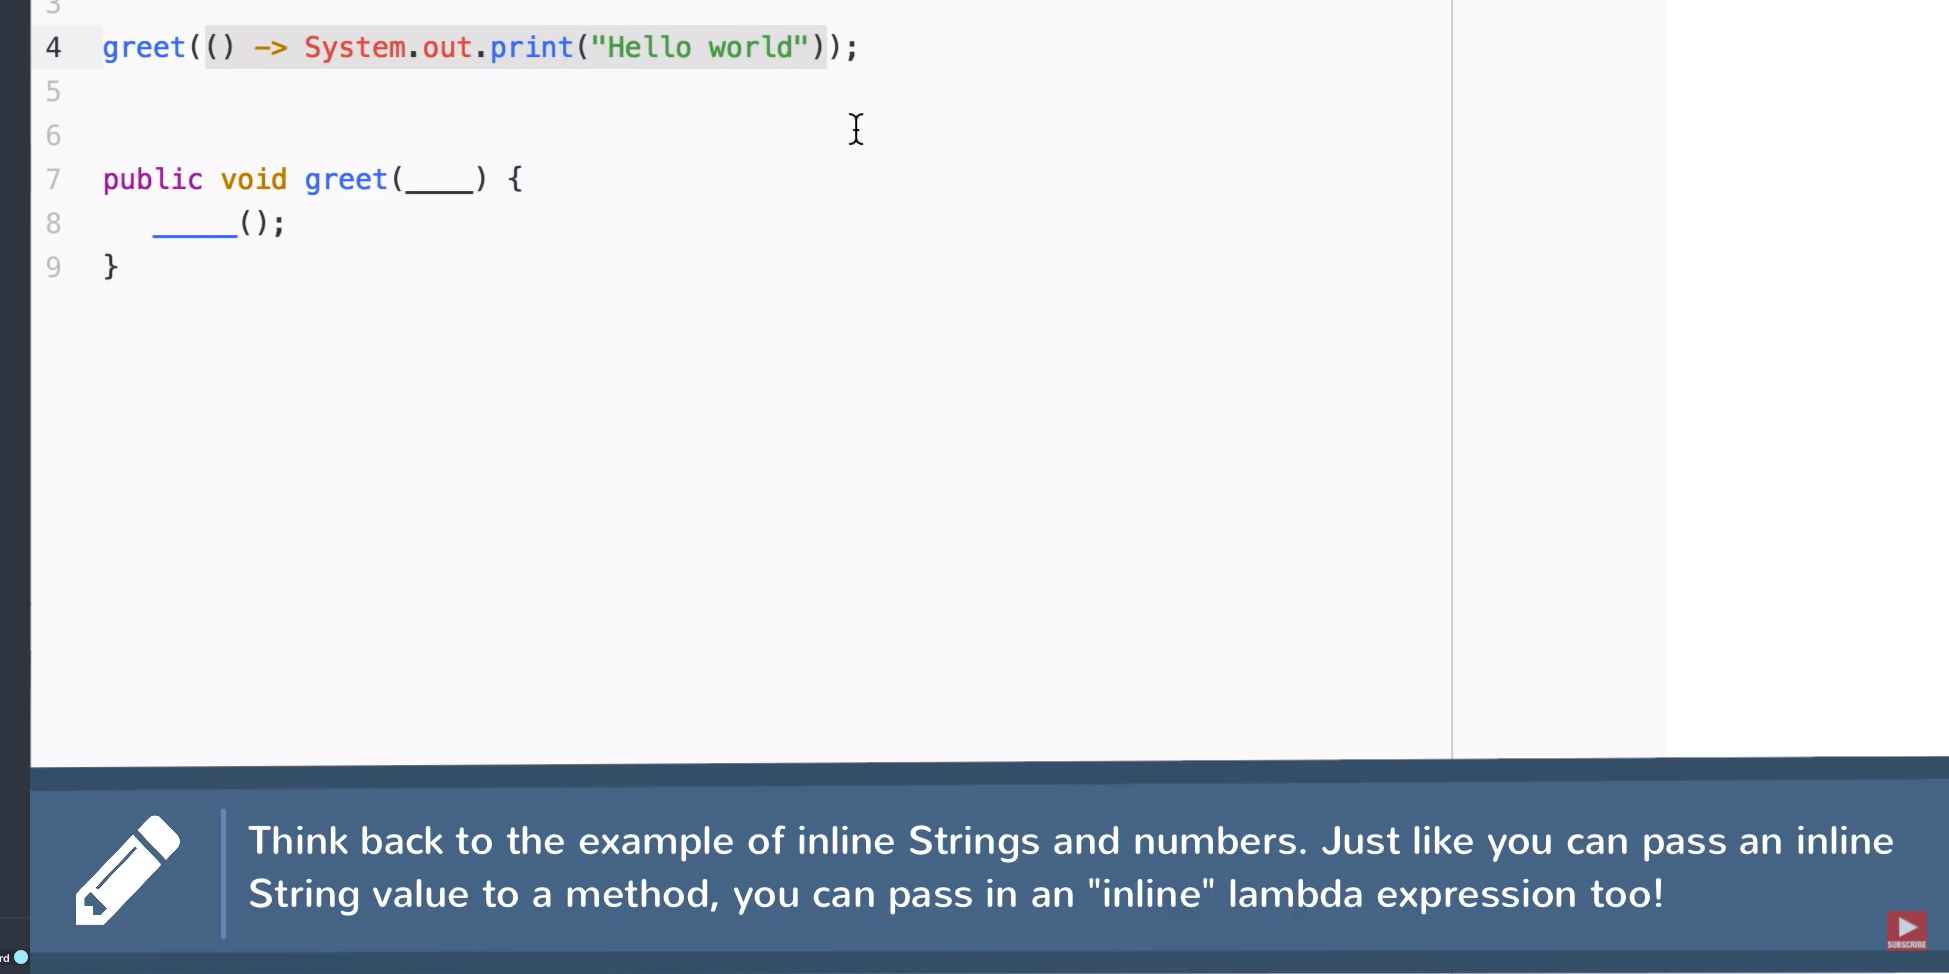 3
4 greet(() -> System.out.print("Hello world"));
5
6
7 public void greet(____) {
8 _____();
9 }
Think back to the example of inline Strings and numbers. Just like you can pass an inline
String value to a method, you can pass in an "inline" lambda expression too!
SUBSCRIBE
rd